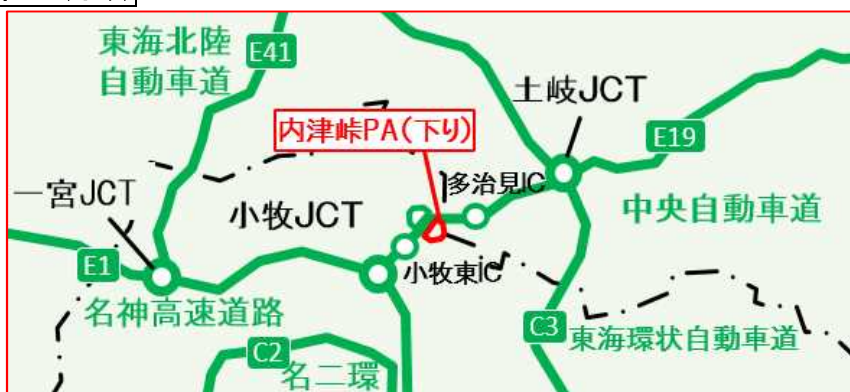 東海北陸
自動車道
E41
土岐JCT
内津峠PA(下り)
E19
多治見IC
一宮JCT
小牧JCT
中央自動車道
小牧東IC
E1
名神高速道路
C3
東海環状自動車道
C2
名二環